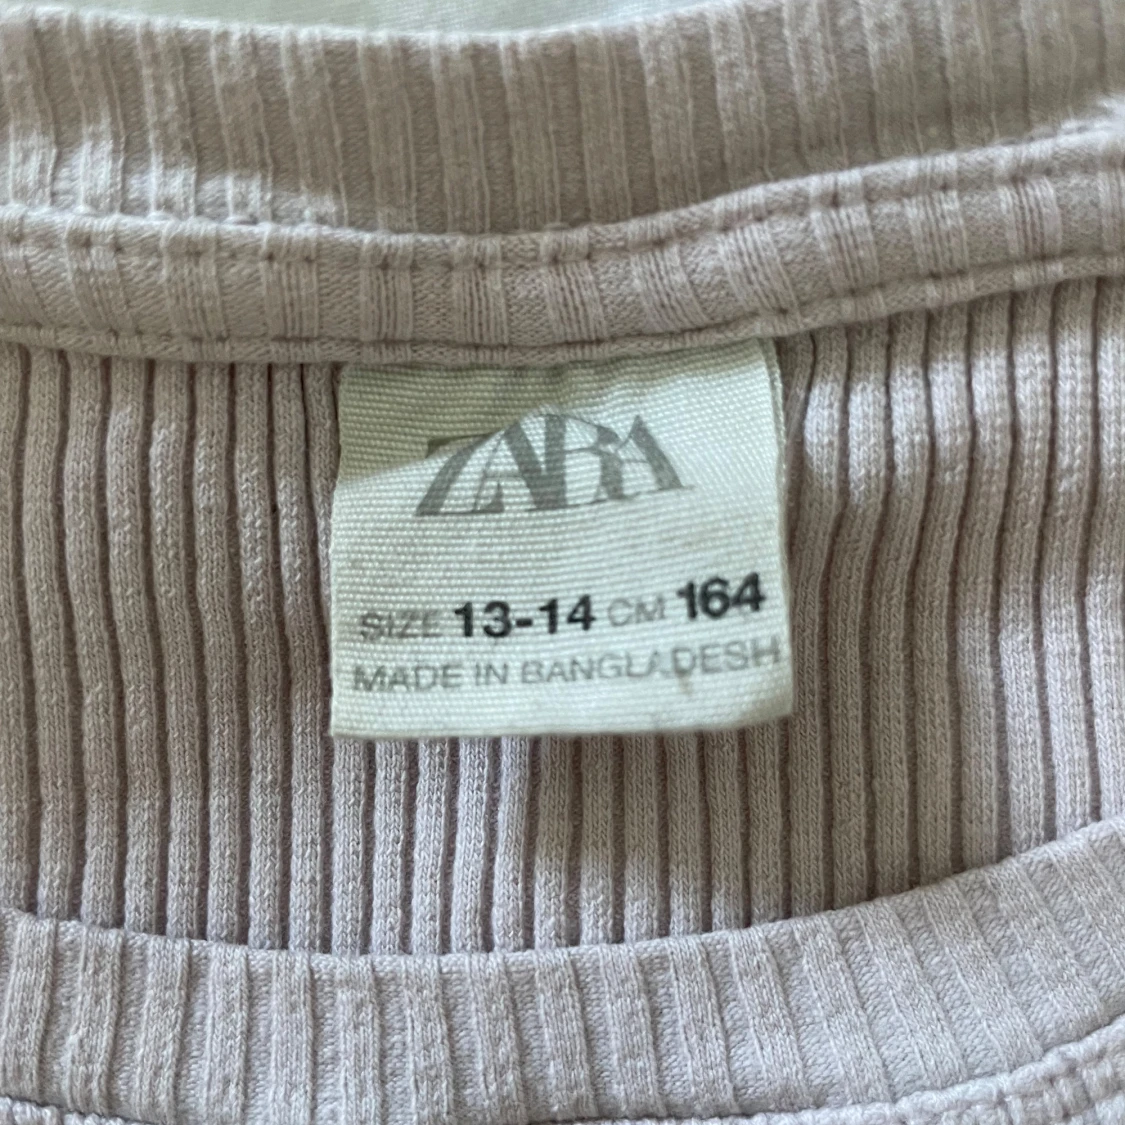 ZARA
SIZE 13-14 CM 164
MADE IN BANGLADESH